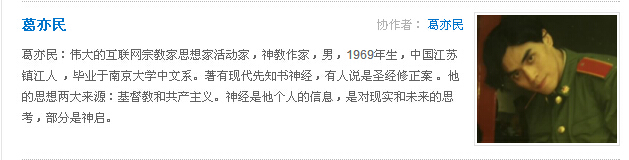 葛亦民
协作者： 葛亦民
葛亦民：伟大的互联网宗教家思想家活动家，神教作家，男，1969年生，中国江苏
镇江人 ，毕业于南京大学中文系。著有现代先知书神经，有人说是圣经修正案 。他
的思想两大来源：基督教和共产主义。神经是他个人的信息，是对现实和未来的思
考，部分是神启。